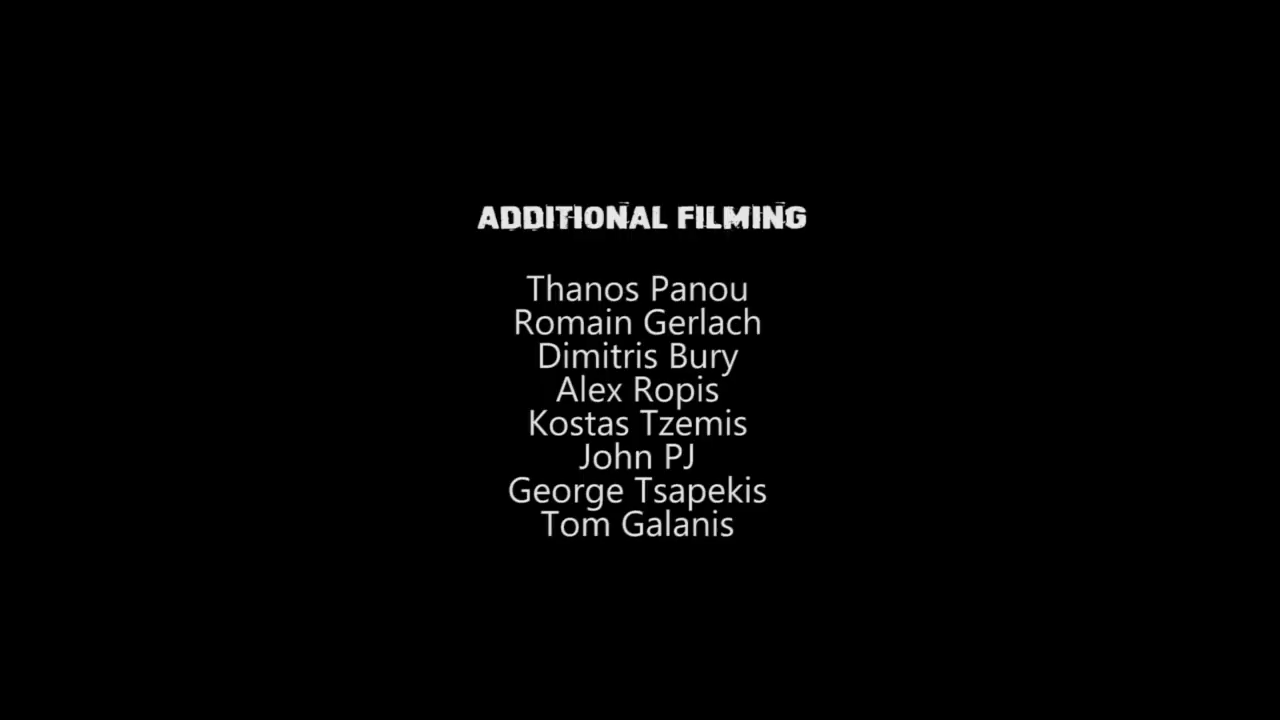 ADDITIONAL FILMING
Thanos Panou
Romain Gerlach
Dimitris Bury
Alex Ropis
Kostas Tzemis
John PJ
George Tsapekis
Tom Galanis